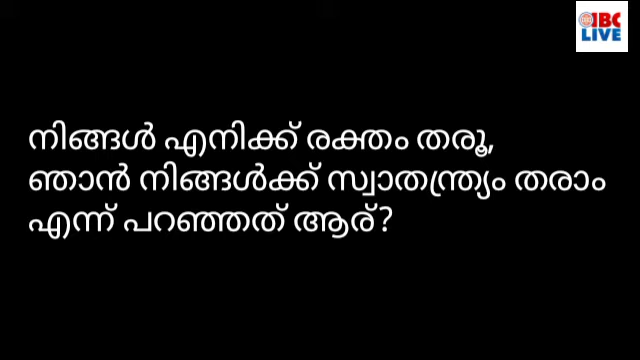 IBC
LIVE
നിങ്ങൾ എനിക്ക് രക്തം തരൂ,
ഞാൻ നിങ്ങൾക്ക് സ്വാതന്ത്ര്യം തരാം
എന്ന് പറഞ്ഞത് ആര്?